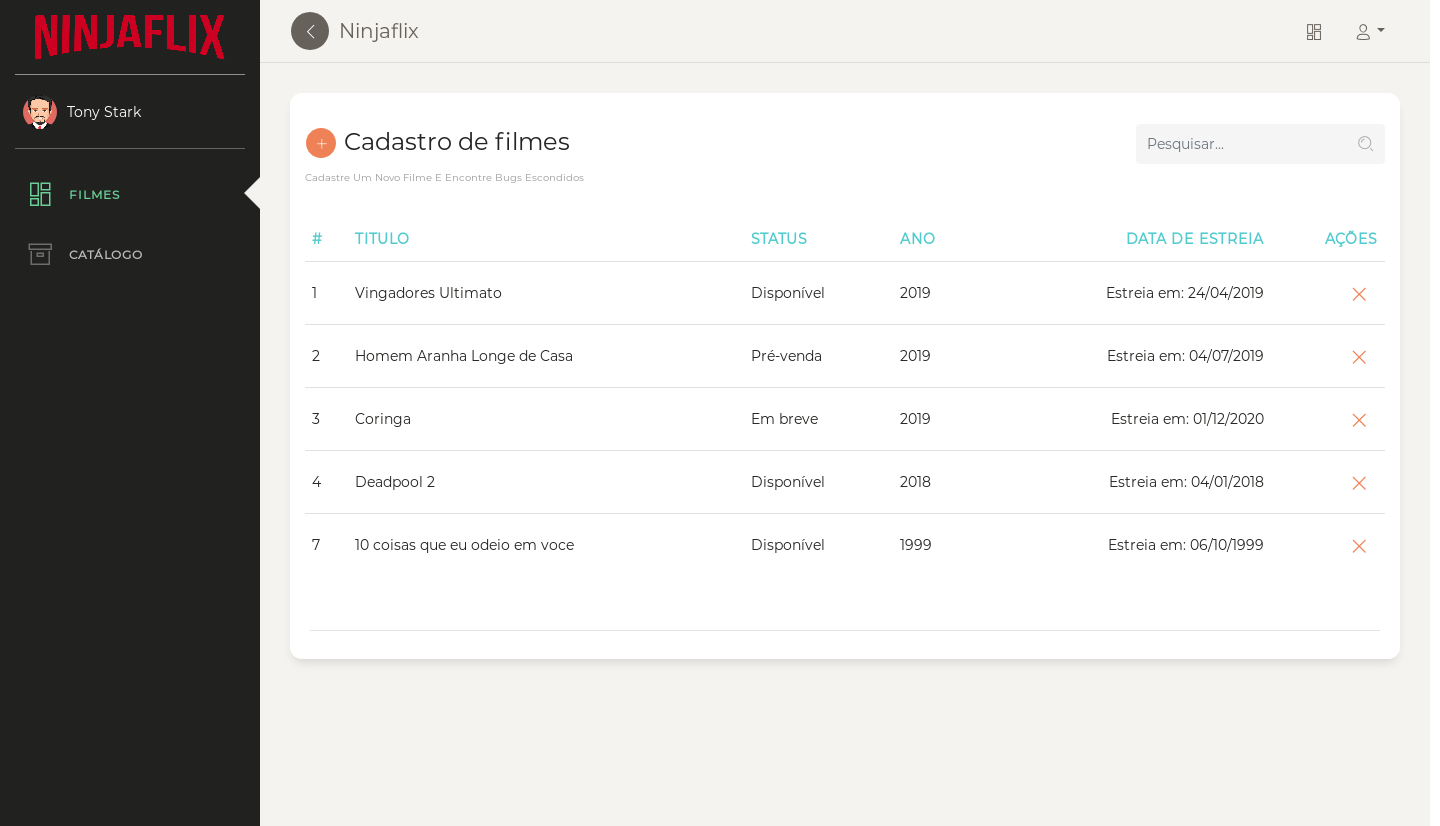 NINJAFLIX
Tony Stark
FILMES
CATÁLOGO
Ninjaflix
Cadastro de filmes
Pesquisar...
Cadastre Um Novo Filme E Encontre Bugs Escondidos
# TITULO STATUS ANO DATA DE ESTREIA AÇÕES
1 Vingadores Ultimato Disponível 2019 Estreia em: 24/04/2019
2 Homem Aranha Longe de Casa Pré-venda 2019 Estreia em: 04/07/2019
3 Coringa Em breve 2019 Estreia em: 01/12/2020
4 Deadpool 2 Disponível 2018 Estreia em: 04/01/2018
7 10 coisas que eu odeio em voce Disponível 1999 Estreia em: 06/10/1999